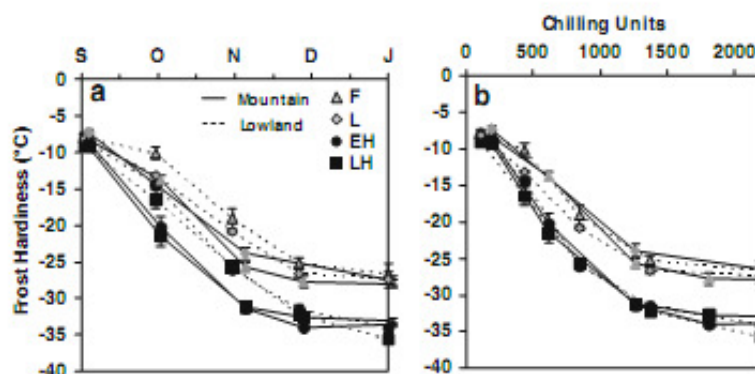 Chilling Units
S O N D J
0 500 1000 1500 2000
0
-5
-10
-15
-20
-25
-30
-35
-40
Frost Hardiness (°C)
a
Mountain
Lowland
F
L
EH
LH
0
-5
-10
-15
-20
-25
-30
-35
-40
b